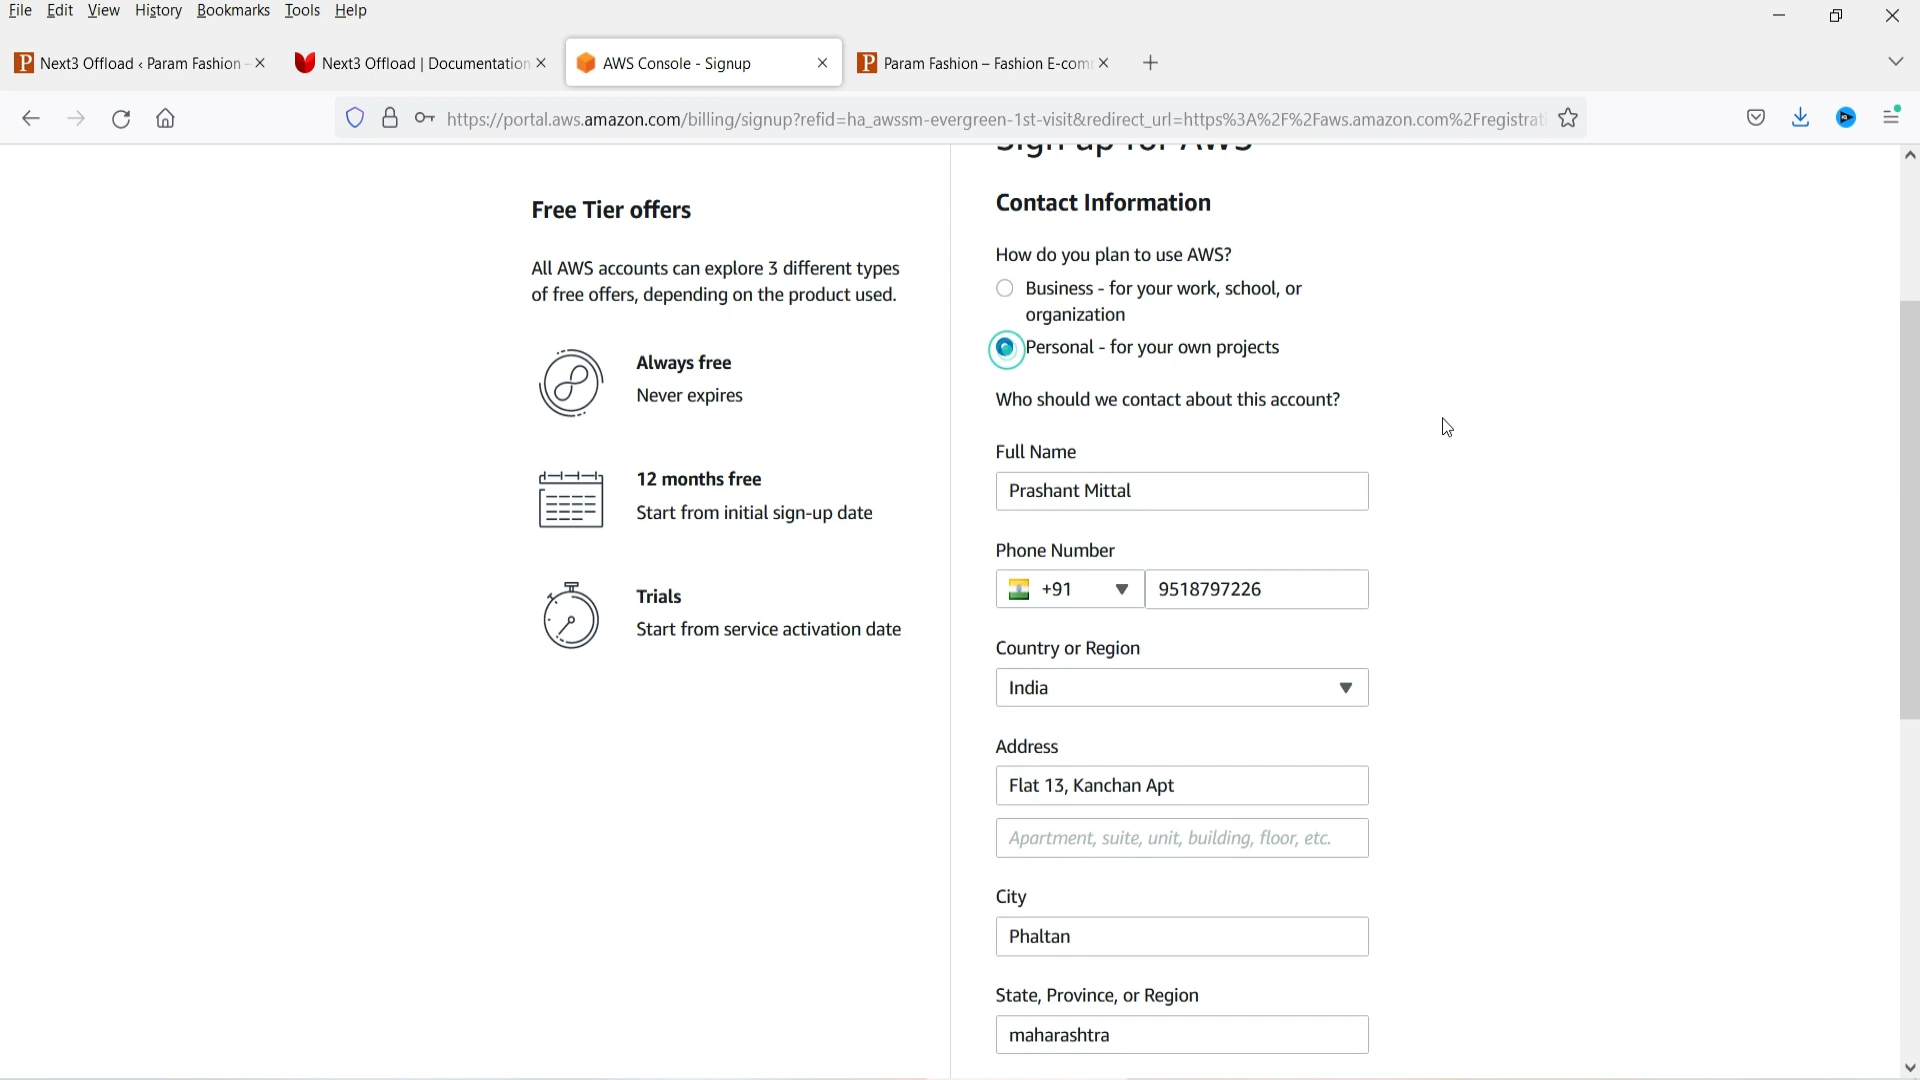 File Edit View History Bookmarks Tools Help
Next3 Offload ‹ Param Fashion -
Next3 Offload | Documentation
AWS Console - Signup
Param Fashion – Fashion E-com
https://portal.aws.amazon.com/billing/signup?refid=ha_awssm-evergreen-1st-visit&redirect_url=https%3A%2F%2Faws.amazon.com%2Fregistrati
Sign up for AWS
Free Tier offers
All AWS accounts can explore 3 different types
of free offers, depending on the product used.
Always free
Never expires
12 months free
Start from initial sign-up date
Trials
Start from service activation date
Contact Information
How do you plan to use AWS?
Business - for your work, school, or
organization
Personal - for your own projects
Who should we contact about this account?
Full Name
Prashant Mittal
Phone Number
+91 9518797226
Country or Region
India
Address
Flat 13, Kanchan Apt
Apartment, suite, unit, building, floor, etc.
City
Phaltan
State, Province, or Region
maharashtra